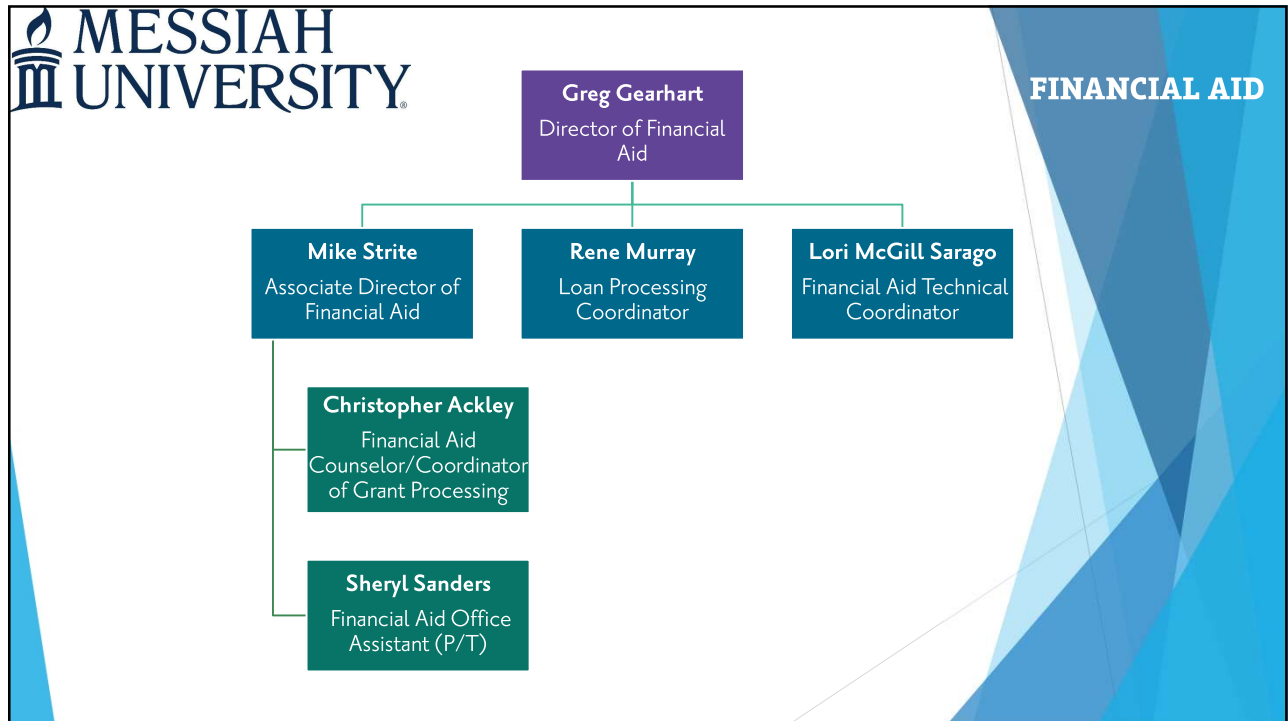 MESSIAH
UNIVERSITY®
FINANCIAL AID
Greg Gearhart
Director of Financial
Aid
Mike Strite
Associate Director of
Financial Aid
Rene Murray
Loan Processing
Coordinator
Lori McGill Sarago
Financial Aid Technical
Coordinator
Christopher Ackley
Financial Aid
Counselor/Coordinator
of Grant Processing
Sheryl Sanders
Financial Aid Office
Assistant (P/T)